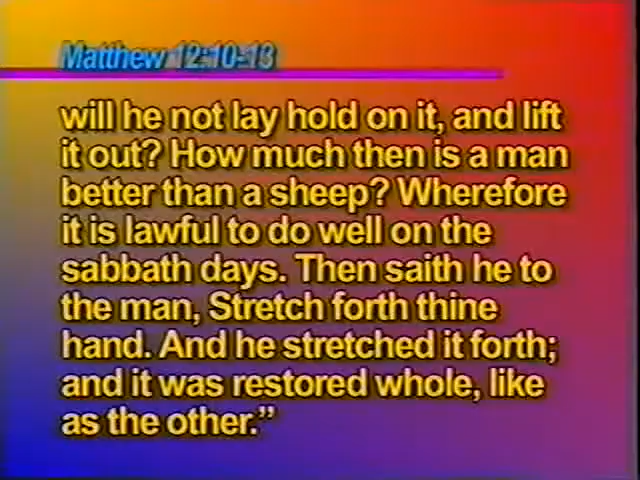 Matthew 12:10-13
will he not lay hold on it, and lift
it out? How much then is a man
better than a sheep? Wherefore
it is lawful to do well on the
sabbath days. Then saith he to
the man, Stretch forth thine
hand. And he stretched it forth;
and it was restored whole, like
as the other.”